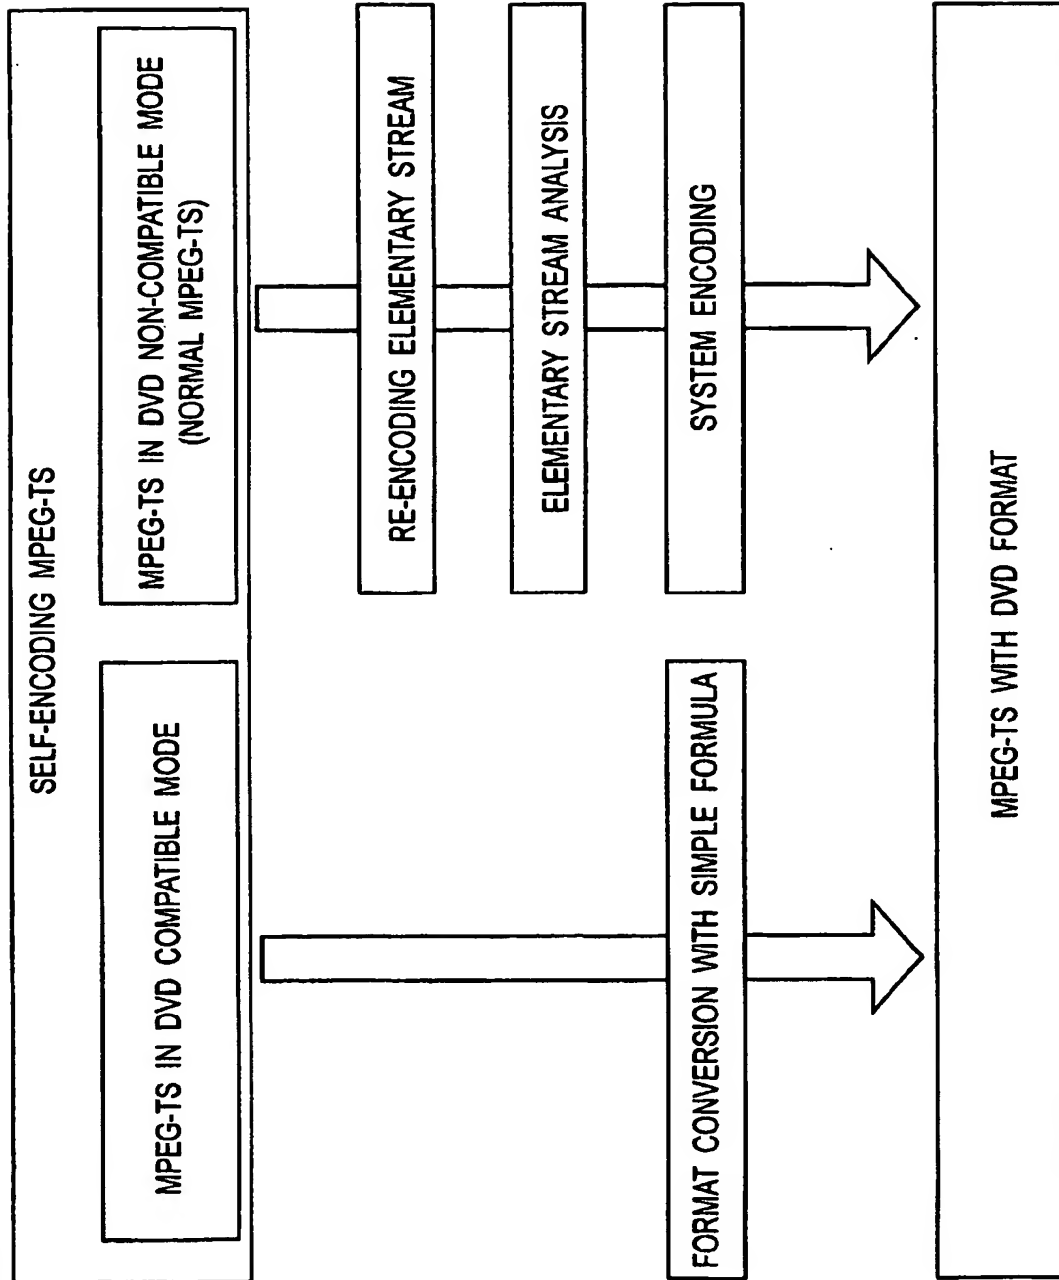 SELF-ENCODING MPEG-TS
MPEG-TS IN DVD COMPATIBLE MODE
MPEG-TS IN DVD NON-COMPATIBLE MODE
(NORMAL MPEG-TS)
RE-ENCODING ELEMENTARY STREAM
ELEMENTARY STREAM ANALYSIS
FORMAT CONVERSION WITH SIMPLE FORMULA
SYSTEM ENCODING
MPEG-TS WITH DVD FORMAT